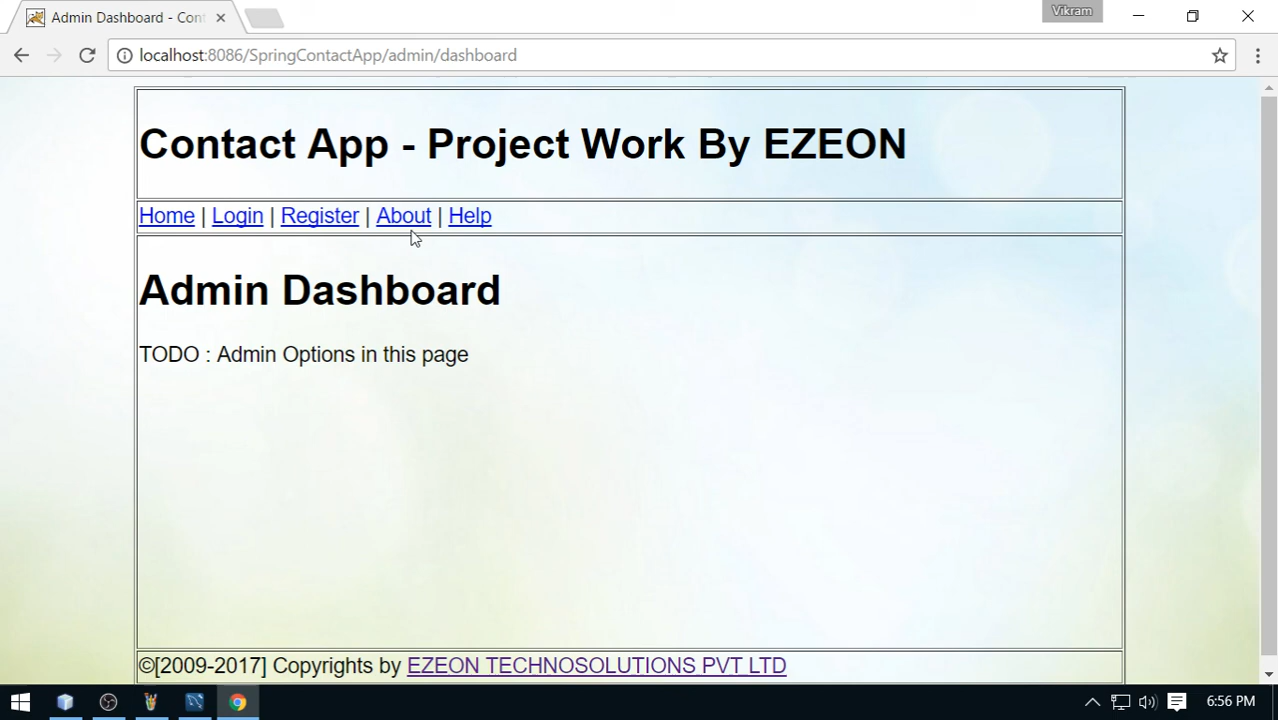 Admin Dashboard - Cont
Vikram
localhost:8086/SpringContactApp/admin/dashboard
Contact App - Project Work By EZEON
Home | Login | Register | About | Help
Admin Dashboard
TODO : Admin Options in this page
©[2009-2017] Copyrights by EZEON TECHNOSOLUTIONS PVT LTD
6:56 PM